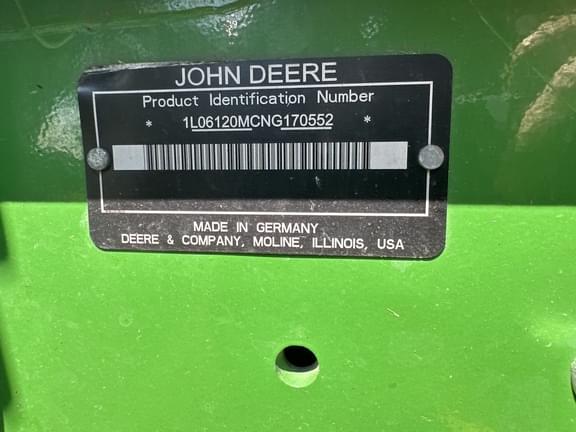 JOHN DEERE
Product Identification Number
* 1L06120MCNG170552 *
MADE IN GERMANY
DEERE & COMPANY, MOLINE, ILLINOIS, USA